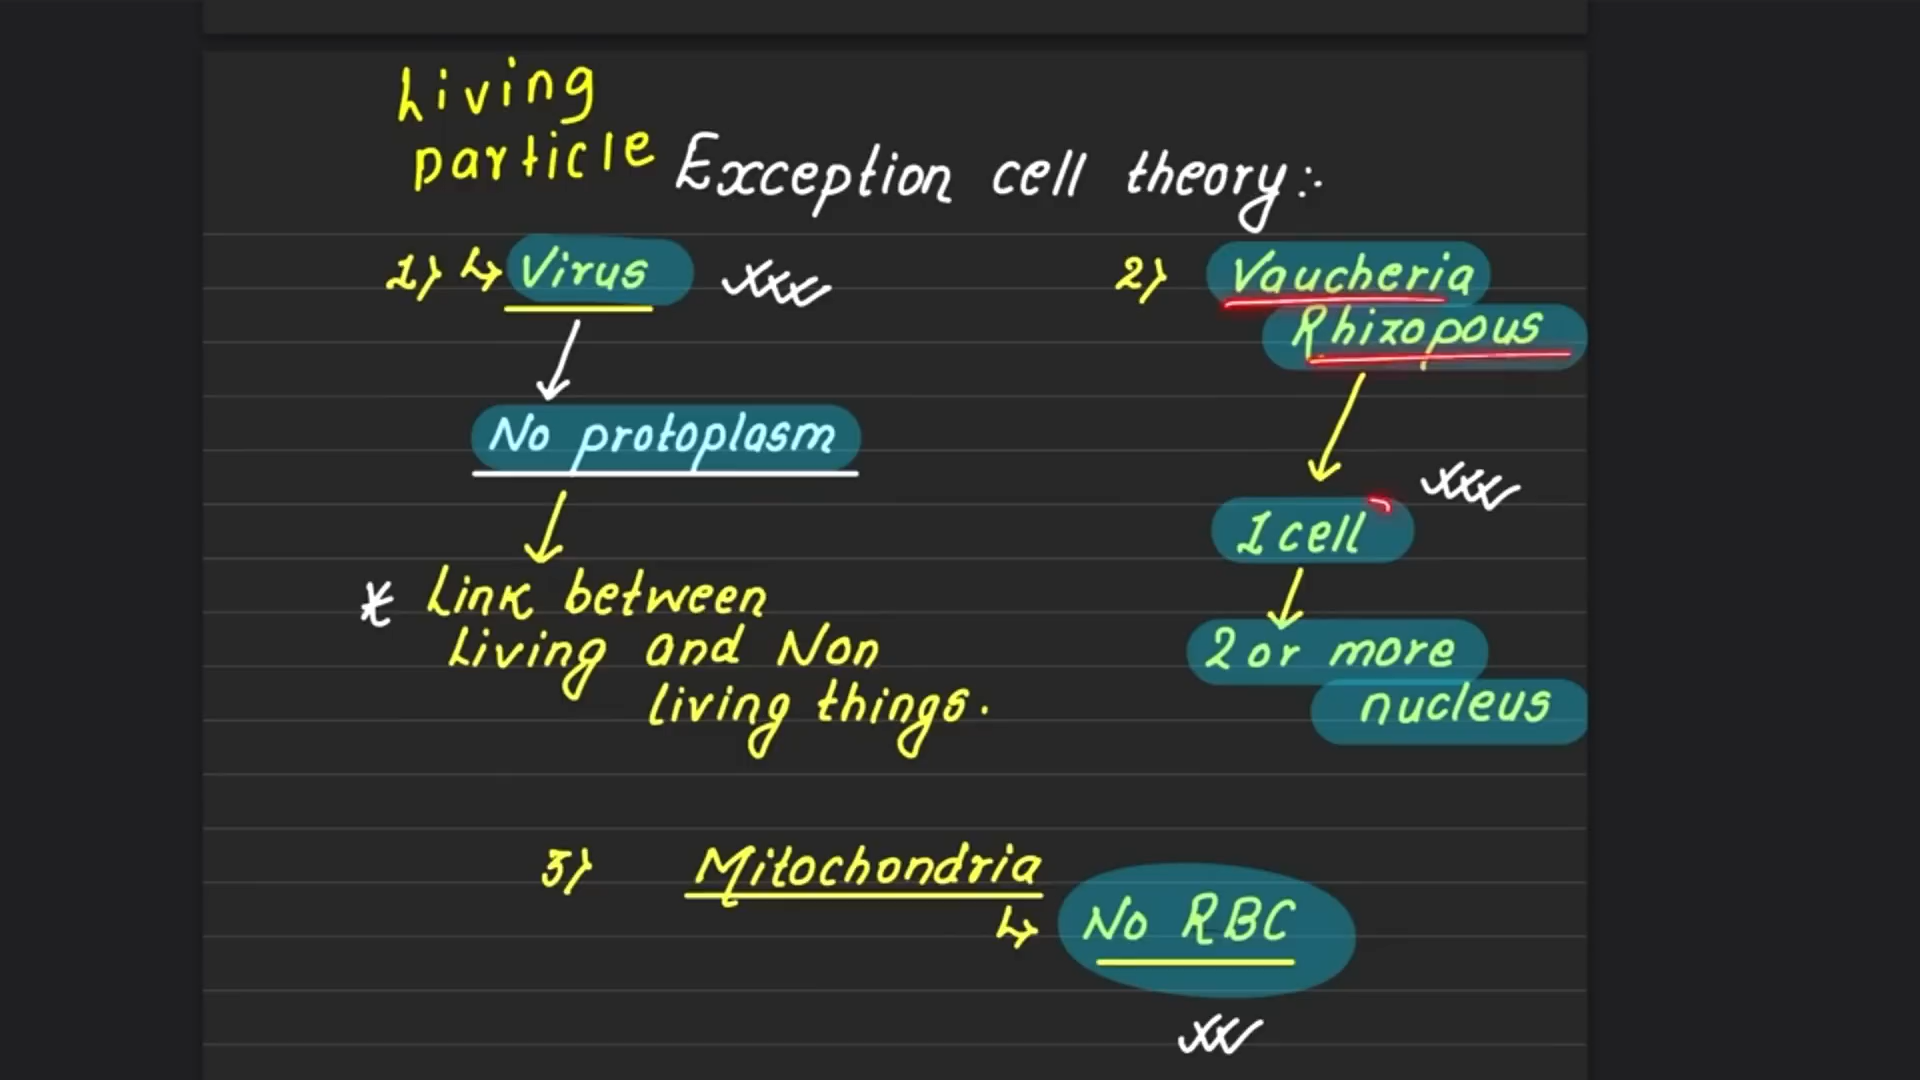 Living
particle
Exception cell theory:-
1) ↳ Virus
No protoplasm
* Link between
Living and Non
living things.
2) Vaucheria
Rhizopous
1 cell
2 or more
nucleus
3) Mitochondria
↳ No RBC